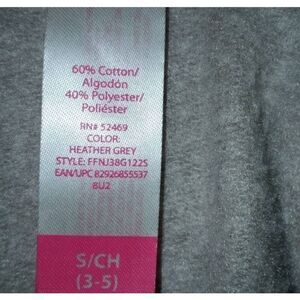 60% Cotton/
Algodón
40% Polyester/
Poliéster
RN# 52469
COLOR:
HEATHER GREY
STYLE: FFNJ38G122S
EAN/UPC 82926855537
BU2
S/CH
(3-5)